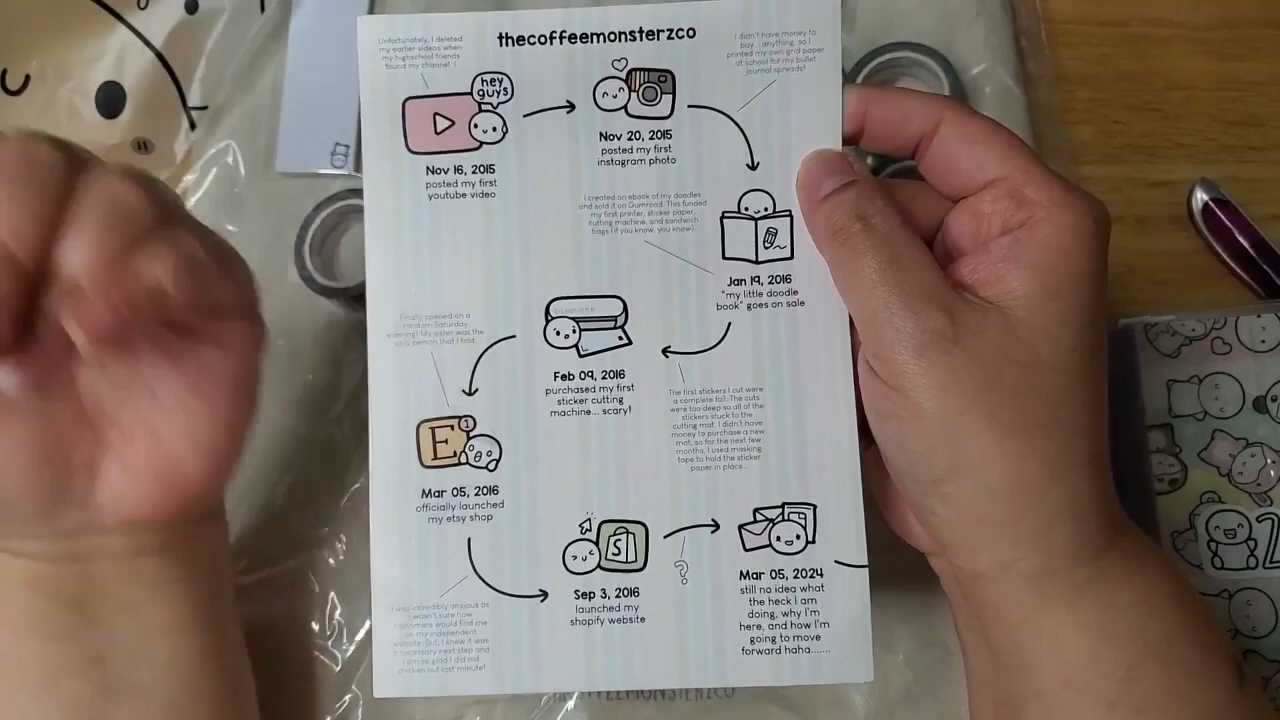 thecoffeemonsterzco
Unfortunately, I deleted
my earlier videos when
my highschool friends
found my channel :(
hey
guys
Nov 16, 2015
posted my first
youtube video
Nov 20, 2015
posted my first
instagram photo
I didn't have money to
buy... anything, so I
printed my own grid paper
at school for my bullet
journal spreads!
I created an ebook of my doodles
and sold it on Gumroad. This funded
my first printer, sticker paper,
cutting machine, and sandwich
bags (if you know, you know).
Jan 19, 2016
"my little doodle
book" goes on sale
Feb 09, 2016
purchased my first
sticker cutting
machine... scary!
The first stickers I cut were
a complete fail. The cuts
were too deep so all of the
stickers stuck to the
cutting mat. I didn't have
money to purchase a new
mat, so for the next few
months, I used masking
tape to hold the sticker
paper in place...
Finally opened on a
random Saturday
evening! My sister was the
only person that I told.
E
1
Mar 05, 2016
officially launched
my etsy shop
I was incredibly anxious as
I wasn't sure how
customers would find me
on my independent
website. But, I knew it was
a necessary next step and
I am so glad I did not
chicken out last minute!
S
Sep 3, 2016
launched my
shopify website
?
Mar 05, 2024
still no idea what
the heck I am
doing, why I'm
here, and how I'm
going to move
forward haha.......
THECOFFEEMONSTERZCO
2